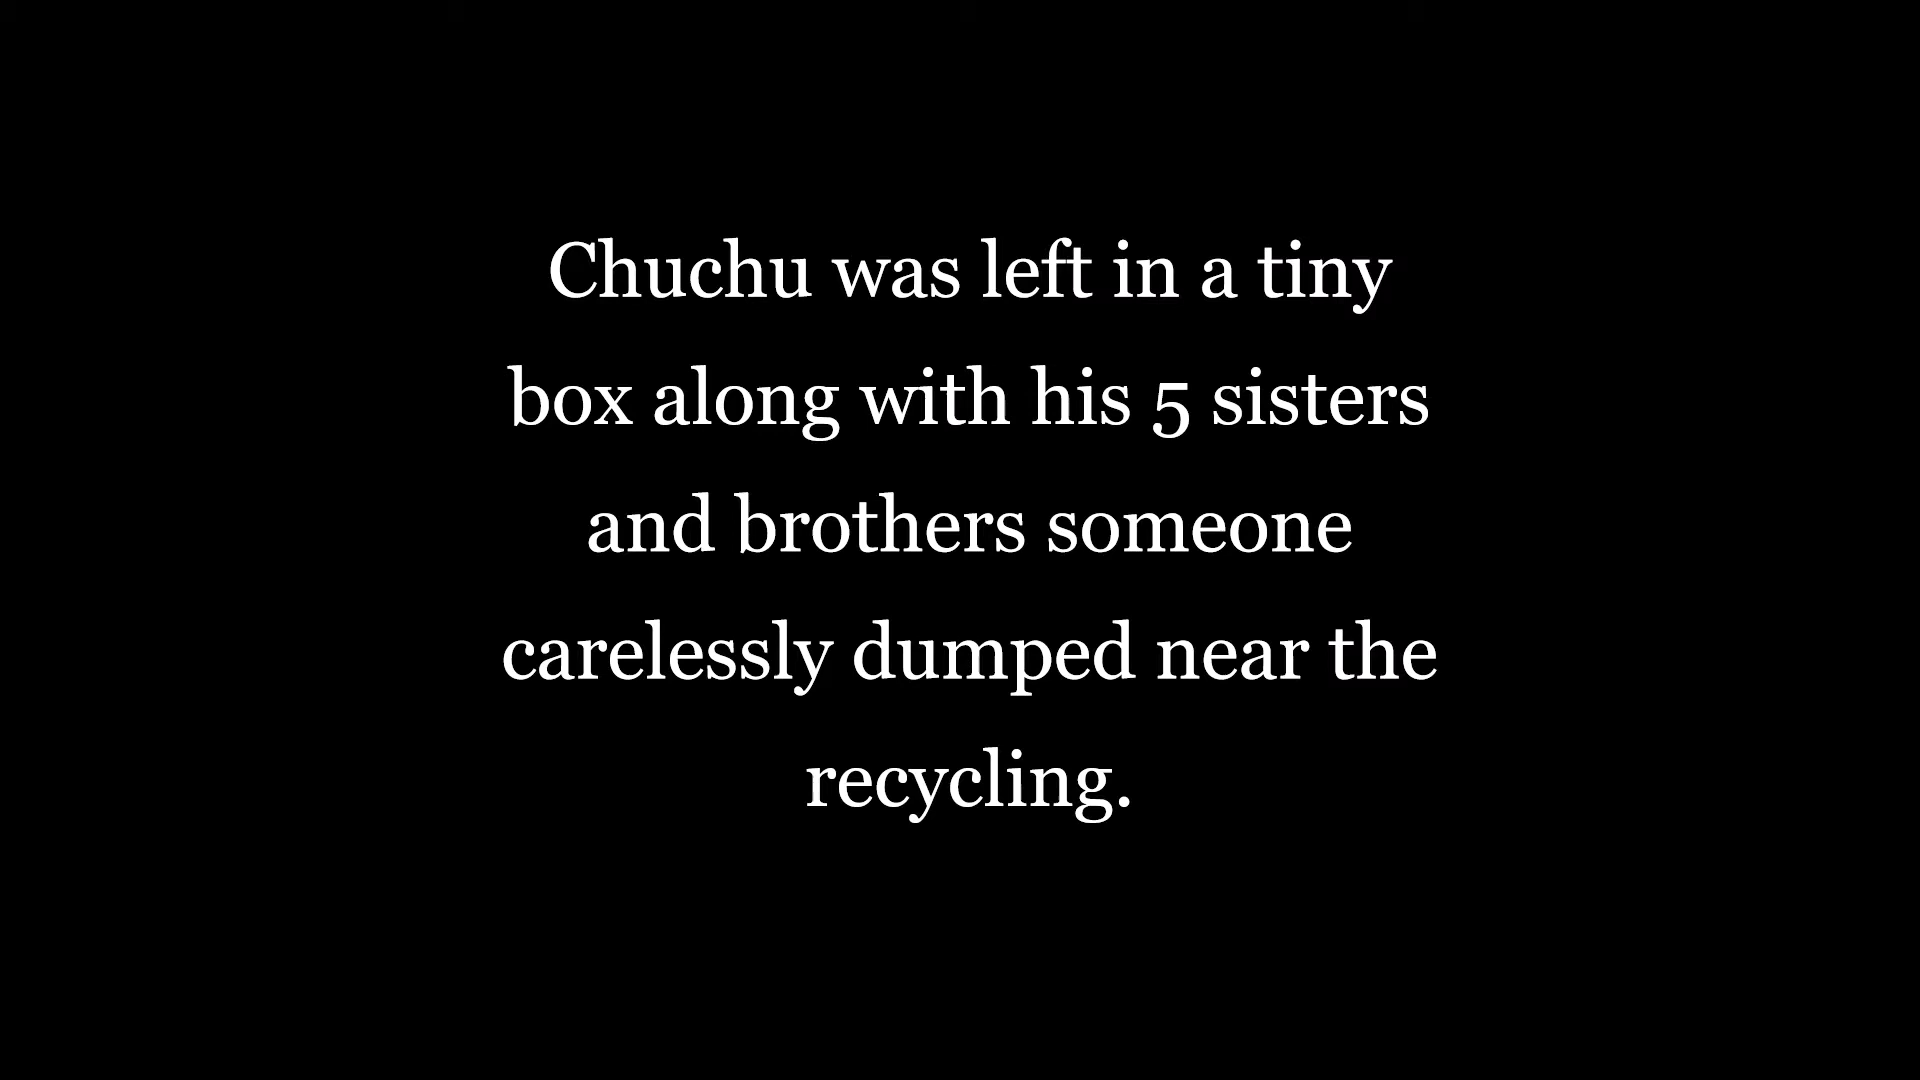 Chuchu was left in a tiny
box along with his 5 sisters
and brothers someone
carelessly dumped near the
recycling.